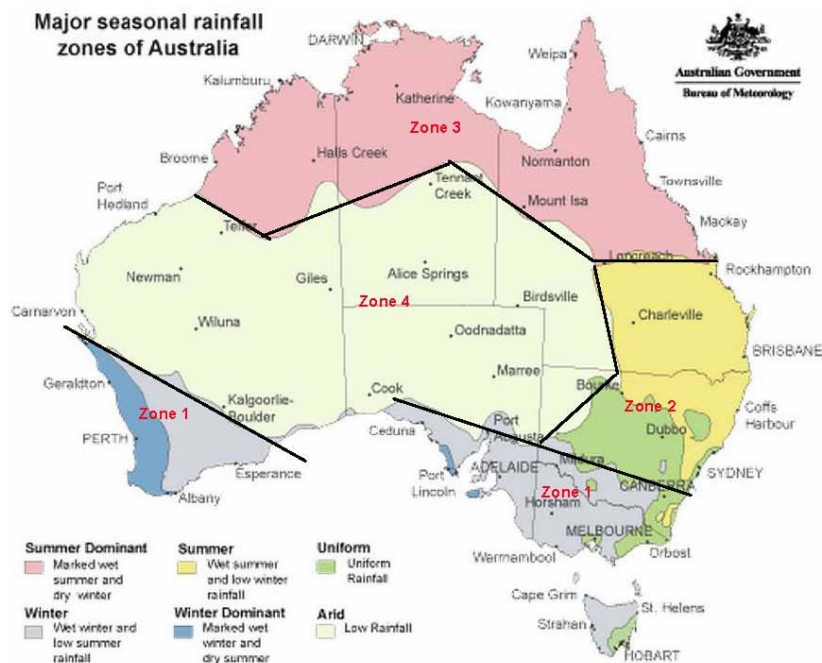 Major seasonal rainfall
zones of Australia
Australian Government
Bureau of Meteorology
DARWIN
Weipa
Kalumburu
Katherine
Kowanyama
Zone 3
Cairns
Broome
Halls Creek
Normanton
Tennant
Creek
Townsville
Port
Hedland
Mount Isa
Mackay
Telfer
Longreach
Rockhampton
Newman
Giles
Alice Springs
Birdsville
Zone 4
Carnarvon
Wiluna
Charleville
Oodnadatta
BRISBANE
Marree
Geraldton
Cook
Bourke
Kalgoorlie-
Boulder
Zone 1
Zone 2
Coffs
Harbour
Port
Augusta
Ceduna
Dubbo
PERTH
Mildura
SYDNEY
Esperance
Port
Lincoln
ADELAIDE
CANBERRA
Zone 1
Albany
Horsham
MELBOURNE
Orbost
Warrnambool
Summer Dominant
Marked wet
summer and
dry winter
Summer
Wet summer
and low winter
rainfall
Uniform
Uniform
Rainfall
Winter
Wet winter and
low summer
rainfall
Winter Dominant
Marked wet
winter and
dry summer
Arid
Low Rainfall
Cape Grim
St. Helens
Strahan
HOBART